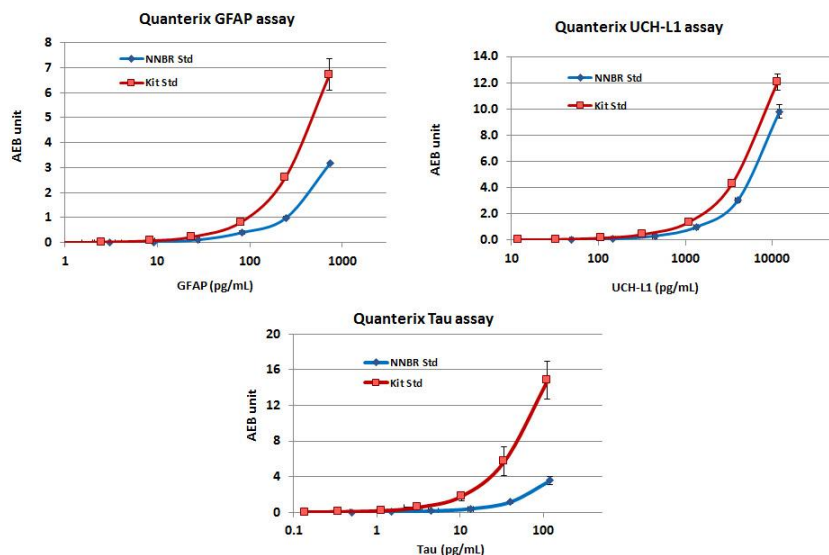 Quanterix GFAP assay
8
7
6
5
4
3
2
1
0
AEB unit
NNBR Std
Kit Std
1 10 100 1000
GFAP (pg/mL)
Quanterix UCH-L1 assay
14.0
12.0
10.0
8.0
6.0
4.0
2.0
0.0
AEB unit
NNBR Std
Kit Std
10 100 1000 10000
UCH-L1 (pg/mL)
Quanterix Tau assay
20
16
12
8
4
0
AEB unit
NNBR Std
Kit Std
0.1 1 10 100
Tau (pg/mL)